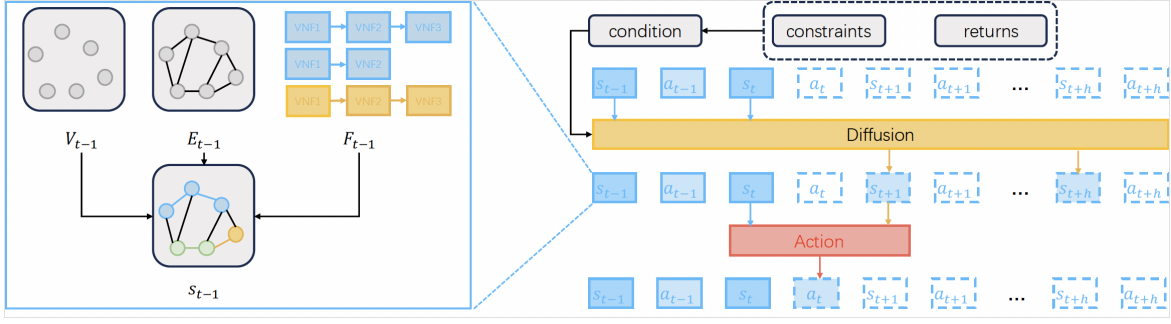 VNF1 VNF2 VNF3
VNF1 VNF2
VNF1 VNF2 VNF3
V_{t−1} E_{t−1} F_{t−1}
s_{t−1}
condition constraints returns
s_{t−1} a_{t−1} s_t a_t s_{t+1} a_{t+1} ... s_{t+h} a_{t+h}
Diffusion
s_{t−1} a_{t−1} s_t a_t s_{t+1} a_{t+1} ... s_{t+h} a_{t+h}
Action
s_{t−1} a_{t−1} s_t a_t s_{t+1} a_{t+1} ... s_{t+h} a_{t+h}